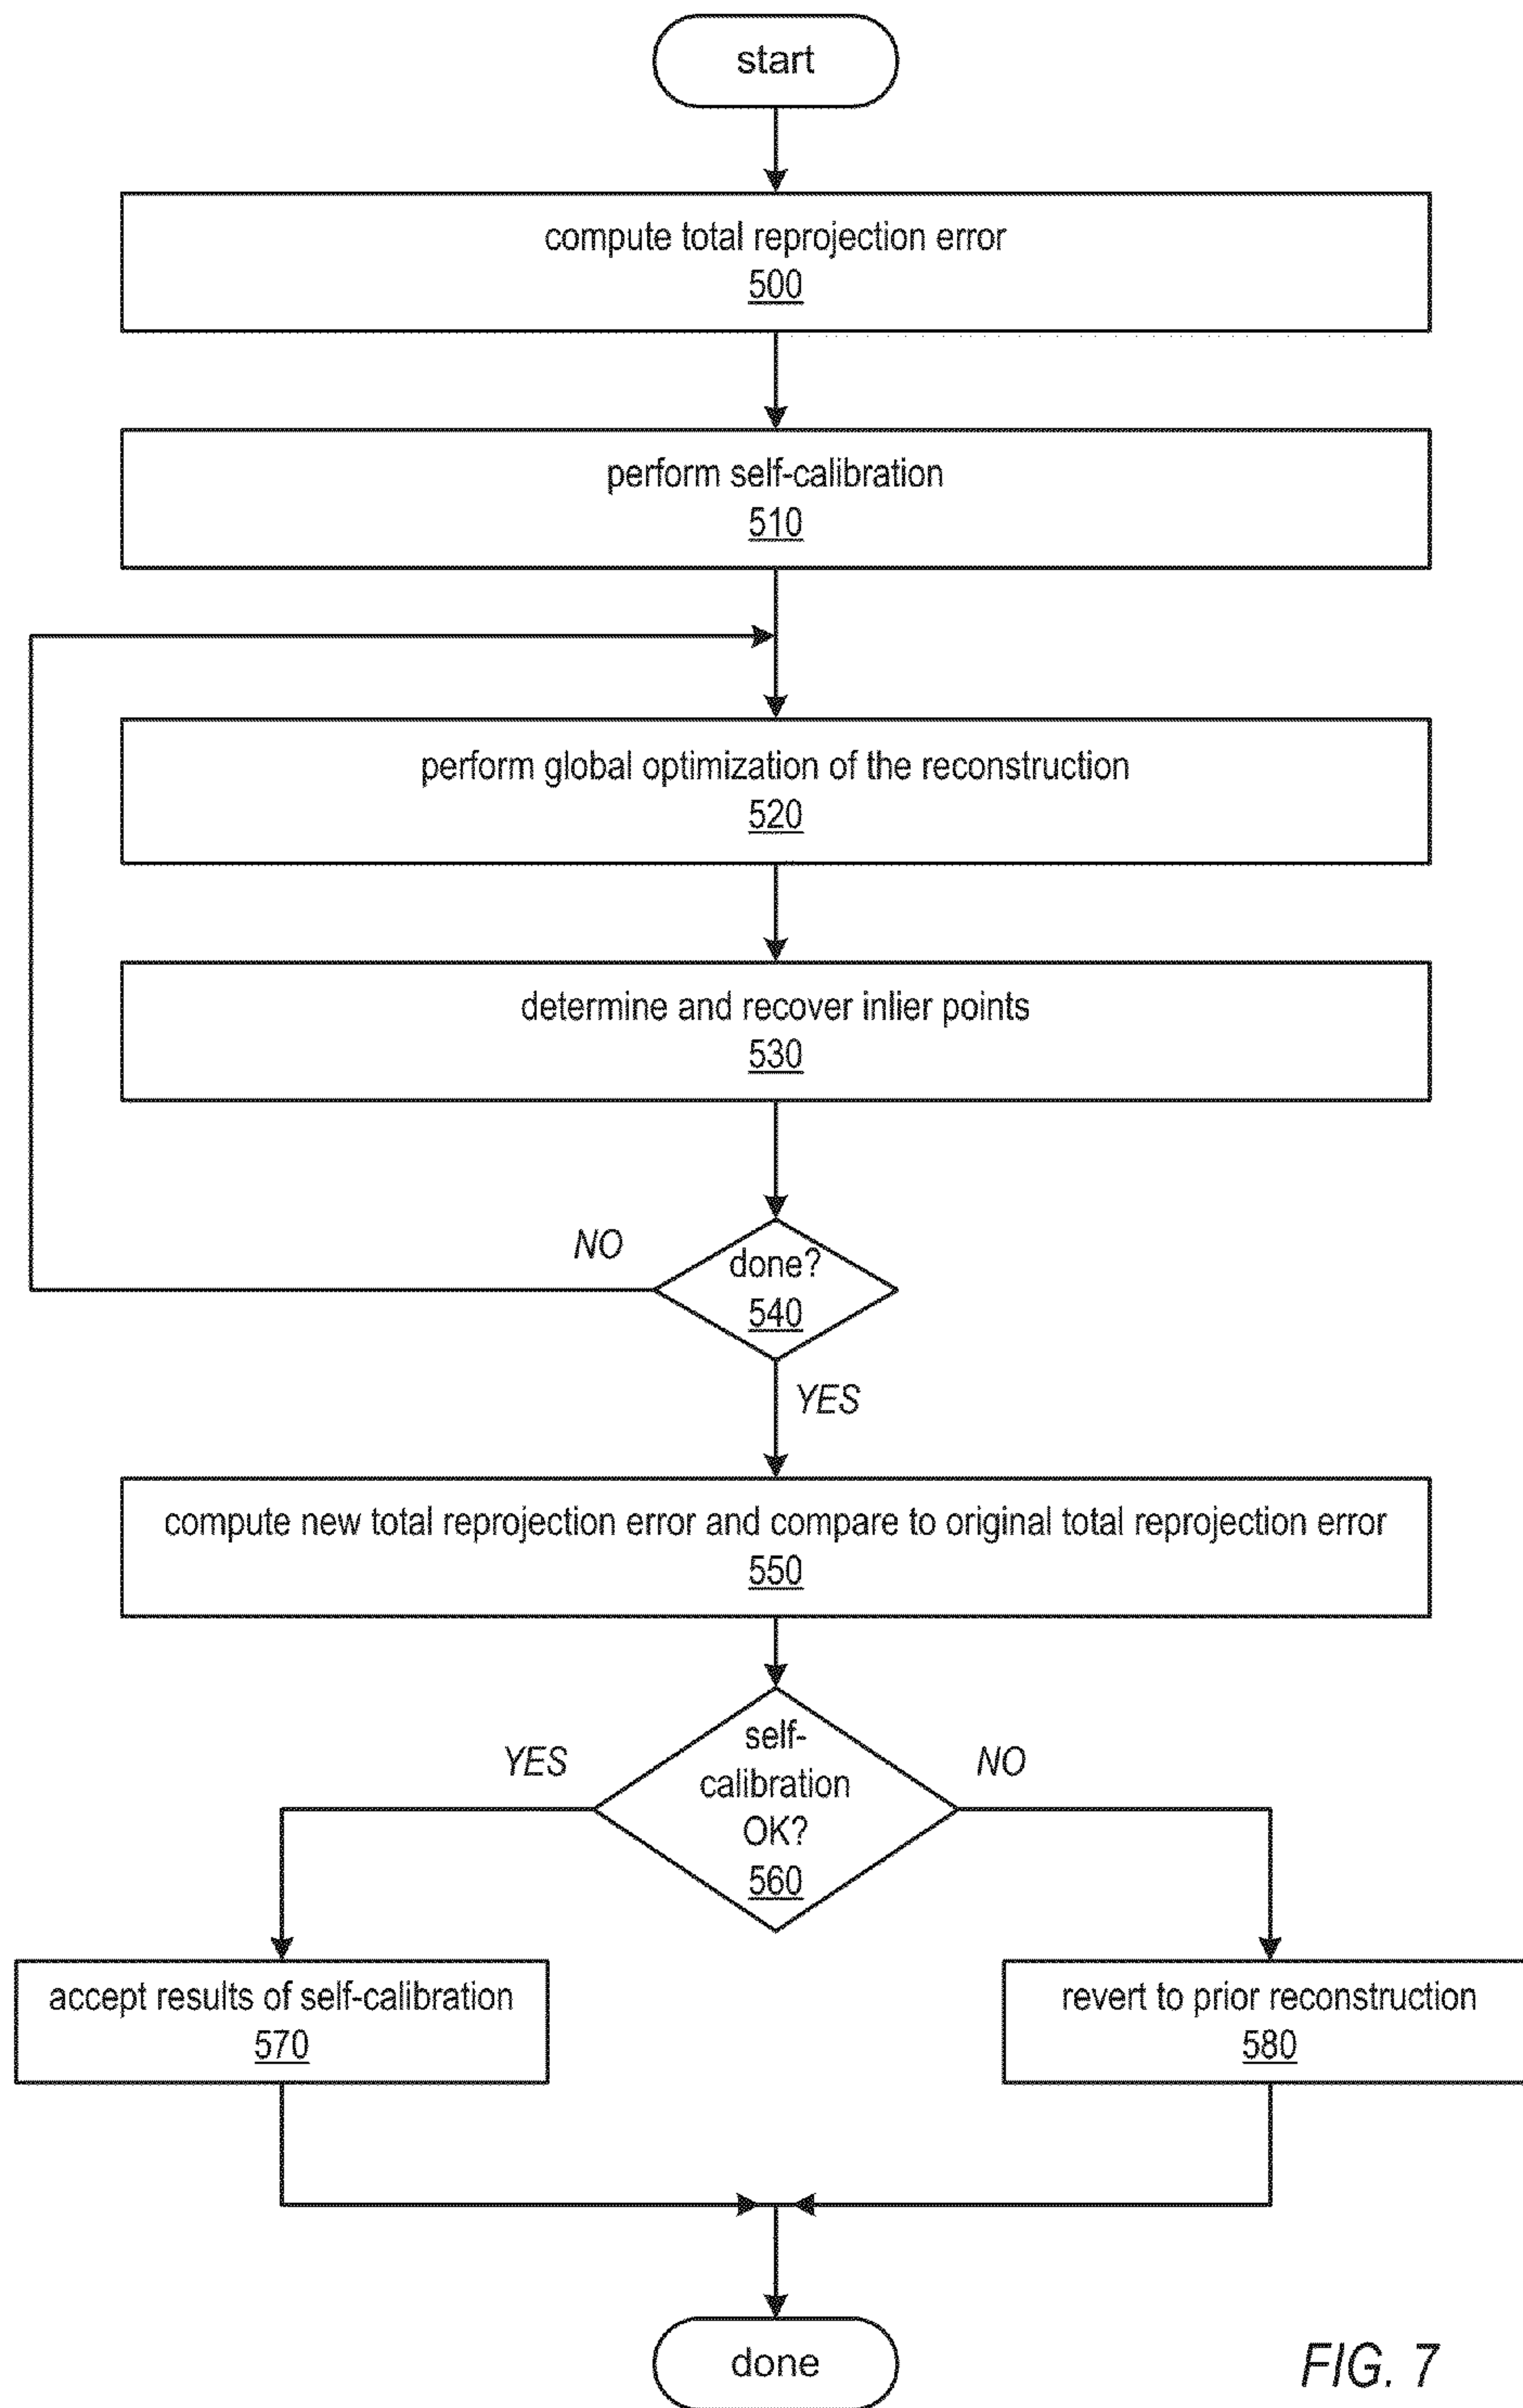 start
compute total reprojection error
500
perform self-calibration
510
perform global optimization of the reconstruction
520
determine and recover inlier points
530
NO
done?
540
YES
compute new total reprojection error and compare to original total reprojection error
550
YES
self-
calibration
OK?
560
NO
accept results of self-calibration
570
revert to prior reconstruction
580
done
FIG. 7